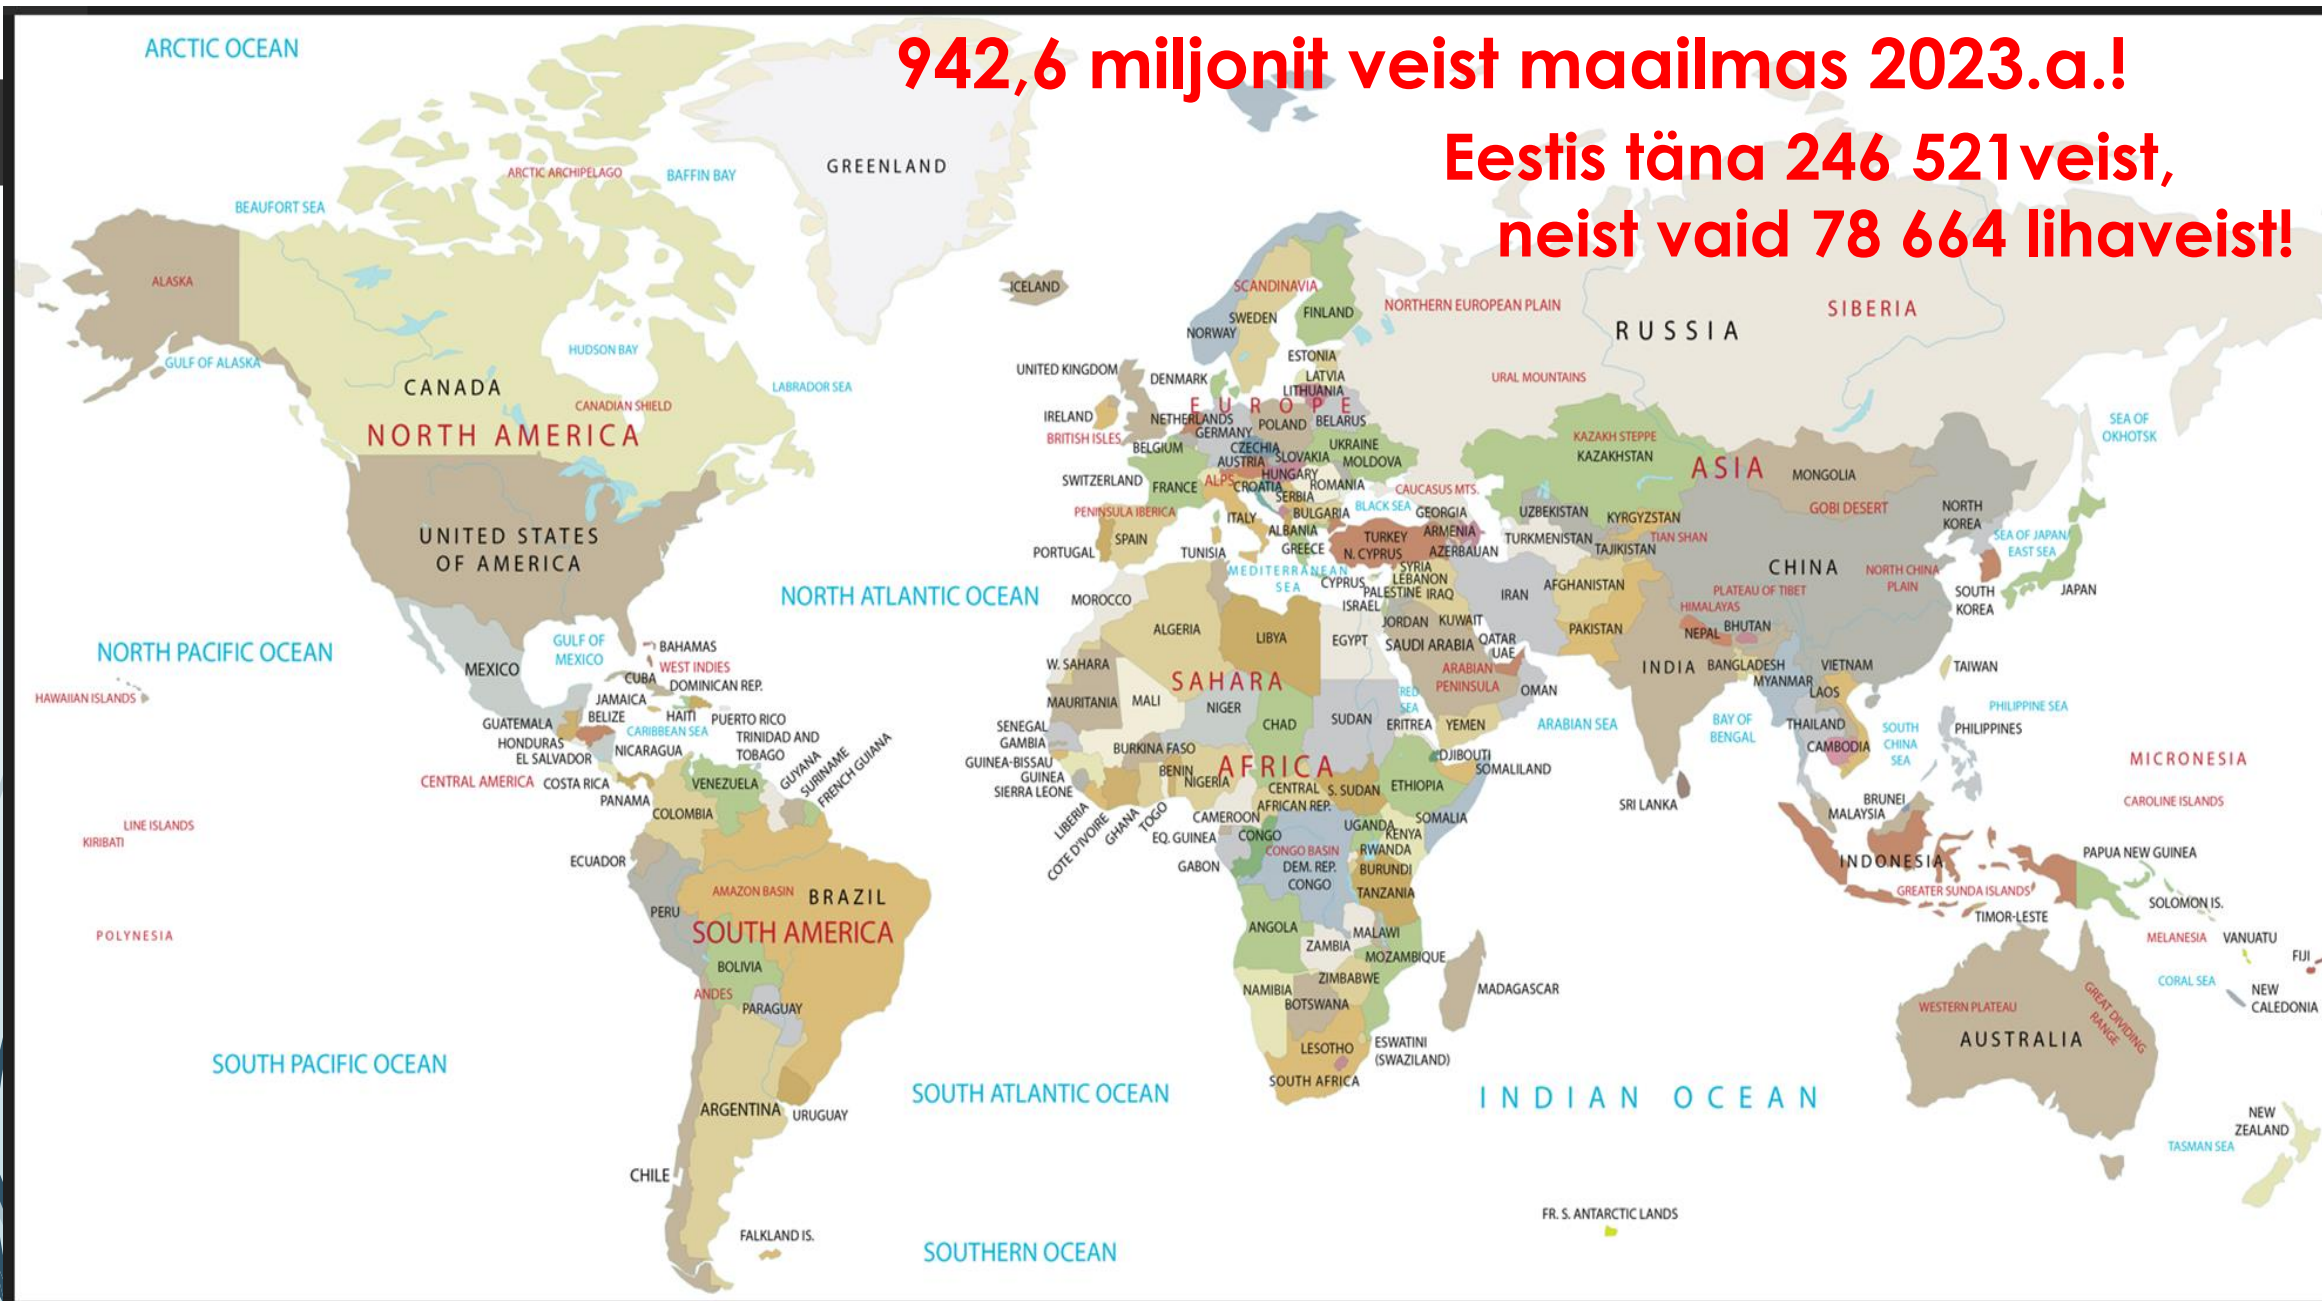 942,6 miljonit veist maailmas 2023.a.!
Eestis täna 246 521veist,
neist vaid 78 664 lihaveist!
ARCTIC OCEAN
GREENLAND
ARCTIC ARCHIPELAGO
BAFFIN BAY
BEAUFORT SEA
ALASKA
GULF OF ALASKA
HUDSON BAY
LABRADOR SEA
CANADA
CANADIAN SHIELD
NORTH AMERICA
UNITED STATES
OF AMERICA
NORTH ATLANTIC OCEAN
NORTH PACIFIC OCEAN
HAWAIIAN ISLANDS
MEXICO
GULF OF
MEXICO
BAHAMAS
WEST INDIES
CUBA
DOMINICAN REP.
JAMAICA
BELIZE
HAITI
PUERTO RICO
GUATEMALA
CARIBBEAN SEA
TRINIDAD AND
TOBAGO
HONDURAS
EL SALVADOR
NICARAGUA
CENTRAL AMERICA
COSTA RICA
PANAMA
VENEZUELA
GUYANA
SURINAME
FRENCH GUIANA
COLOMBIA
LINE ISLANDS
KIRIBATI
ECUADOR
AMAZON BASIN
BRAZIL
PERU
SOUTH AMERICA
POLYNESIA
BOLIVIA
ANDES
PARAGUAY
SOUTH PACIFIC OCEAN
SOUTH ATLANTIC OCEAN
ARGENTINA
URUGUAY
CHILE
FALKLAND IS.
SOUTHERN OCEAN
ICELAND
SCANDINAVIA
SWEDEN
FINLAND
NORWAY
NORTHERN EUROPEAN PLAIN
RUSSIA
SIBERIA
ESTONIA
UNITED KINGDOM
DENMARK
LATVIA
LITHUANIA
URAL MOUNTAINS
EUROPE
IRELAND
NETHERLANDS
POLAND
BELARUS
BRITISH ISLES
GERMANY
BELGIUM
CZECHIA
UKRAINE
AUSTRIA
SLOVAKIA
MOLDOVA
SWITZERLAND
FRANCE
ALPS
HUNGARY
CROATIA
ROMANIA
SERBIA
CAUCASUS MTS.
PENINSULA IBERICA
ITALY
BULGARIA
BLACK SEA
GEORGIA
PORTUGAL
SPAIN
TUNISIA
ALBANIA
GREECE
TURKEY
N. CYPRUS
ARMENIA
AZERBAIJAN
MEDITERRANEAN
SEA
CYPRUS
SYRIA
LEBANON
PALESTINE
IRAQ
ISRAEL
KAZAKH STEPPE
KAZAKHSTAN
ASIA
MONGOLIA
GOBI DESERT
UZBEKISTAN
KYRGYZSTAN
TURKMENISTAN
TAJIKISTAN
TIAN SHAN
NORTH
KOREA
SEA OF
OKHOTSK
SEA OF JAPAN/
EAST SEA
CHINA
NORTH CHINA
PLAIN
PLATEAU OF TIBET
SOUTH
KOREA
JAPAN
IRAN
AFGHANISTAN
HIMALAYAS
MOROCCO
ALGERIA
LIBYA
EGYPT
JORDAN
KUWAIT
SAUDI ARABIA
QATAR
UAE
PAKISTAN
NEPAL
BHUTAN
INDIA
BANGLADESH
MYANMAR
VIETNAM
LAOS
TAIWAN
W. SAHARA
SAHARA
ARABIAN
PENINSULA
OMAN
MAURITANIA
MALI
NIGER
CHAD
SUDAN
RED
SEA
ERITREA
YEMEN
ARABIAN SEA
BAY OF
BENGAL
THAILAND
CAMBODIA
SOUTH
CHINA
SEA
PHILIPPINES
PHILIPPINE SEA
SENEGAL
GAMBIA
GUINEA-BISSAU
GUINEA
SIERRA LEONE
BURKINA FASO
BENIN
NIGERIA
AFRICA
CENTRAL
AFRICAN REP.
S. SUDAN
ETHIOPIA
DJIBOUTI
SOMALILAND
LIBERIA
COTE D'IVOIRE
GHANA
TOGO
CAMEROON
EQ. GUINEA
CONGO
UGANDA
KENYA
SOMALIA
SRI LANKA
BRUNEI
MALAYSIA
MICRONESIA
CAROLINE ISLANDS
GABON
CONGO BASIN
DEM. REP.
CONGO
RWANDA
BURUNDI
TANZANIA
INDONESIA
GREATER SUNDA ISLANDS
TIMOR-LESTE
PAPUA NEW GUINEA
SOLOMON IS.
ANGOLA
ZAMBIA
MALAWI
MOZAMBIQUE
ZIMBABWE
NAMIBIA
BOTSWANA
MADAGASCAR
MELANESIA
VANUATU
FIJI
CORAL SEA
NEW
CALEDONIA
WESTERN PLATEAU
GREAT DIVIDING
RANGE
AUSTRALIA
LESOTHO
ESWATINI
(SWAZILAND)
SOUTH AFRICA
INDIAN OCEAN
NEW
ZEALAND
TASMAN SEA
FR. S. ANTARCTIC LANDS